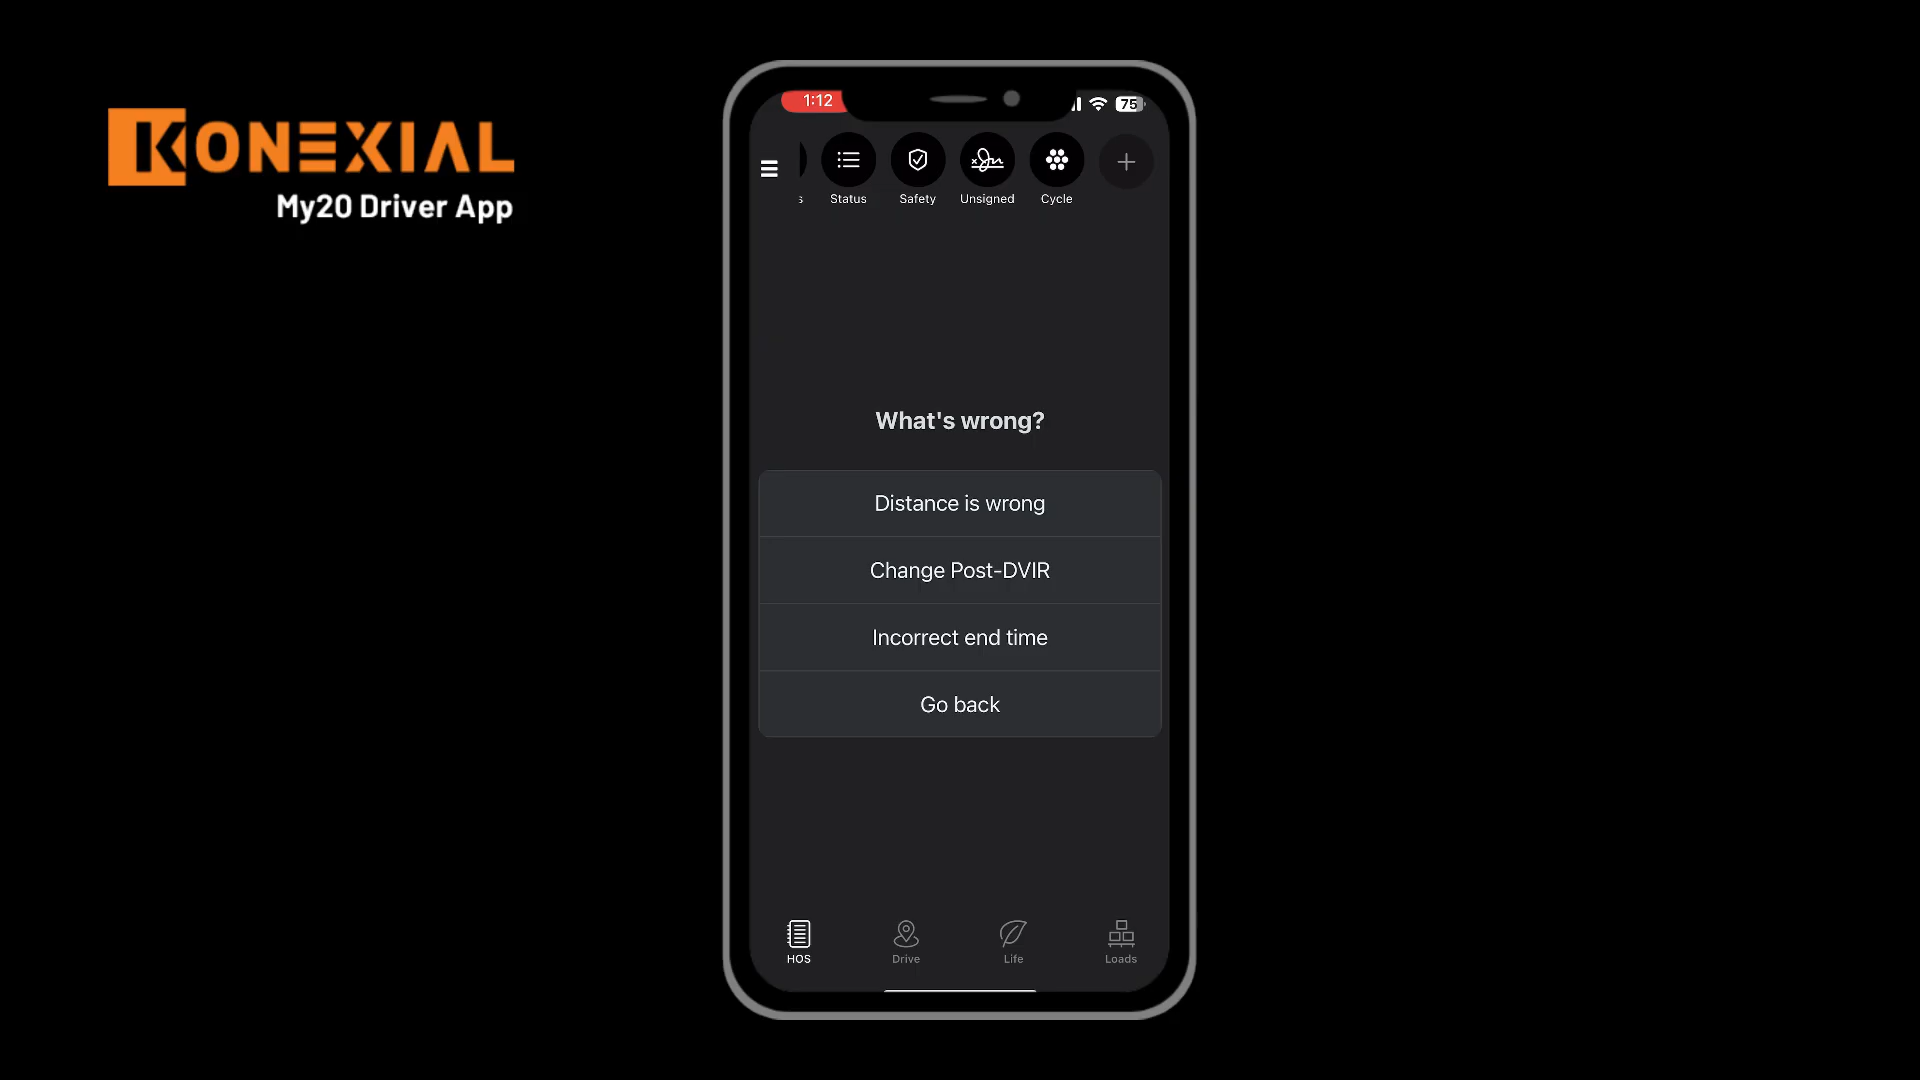 KONEXIAL
My20 Driver App
1:12
75
s
Status
Safety
Unsigned
Cycle
What's wrong?
Distance is wrong
Change Post-DVIR
Incorrect end time
Go back
HOS
Drive
Life
Loads